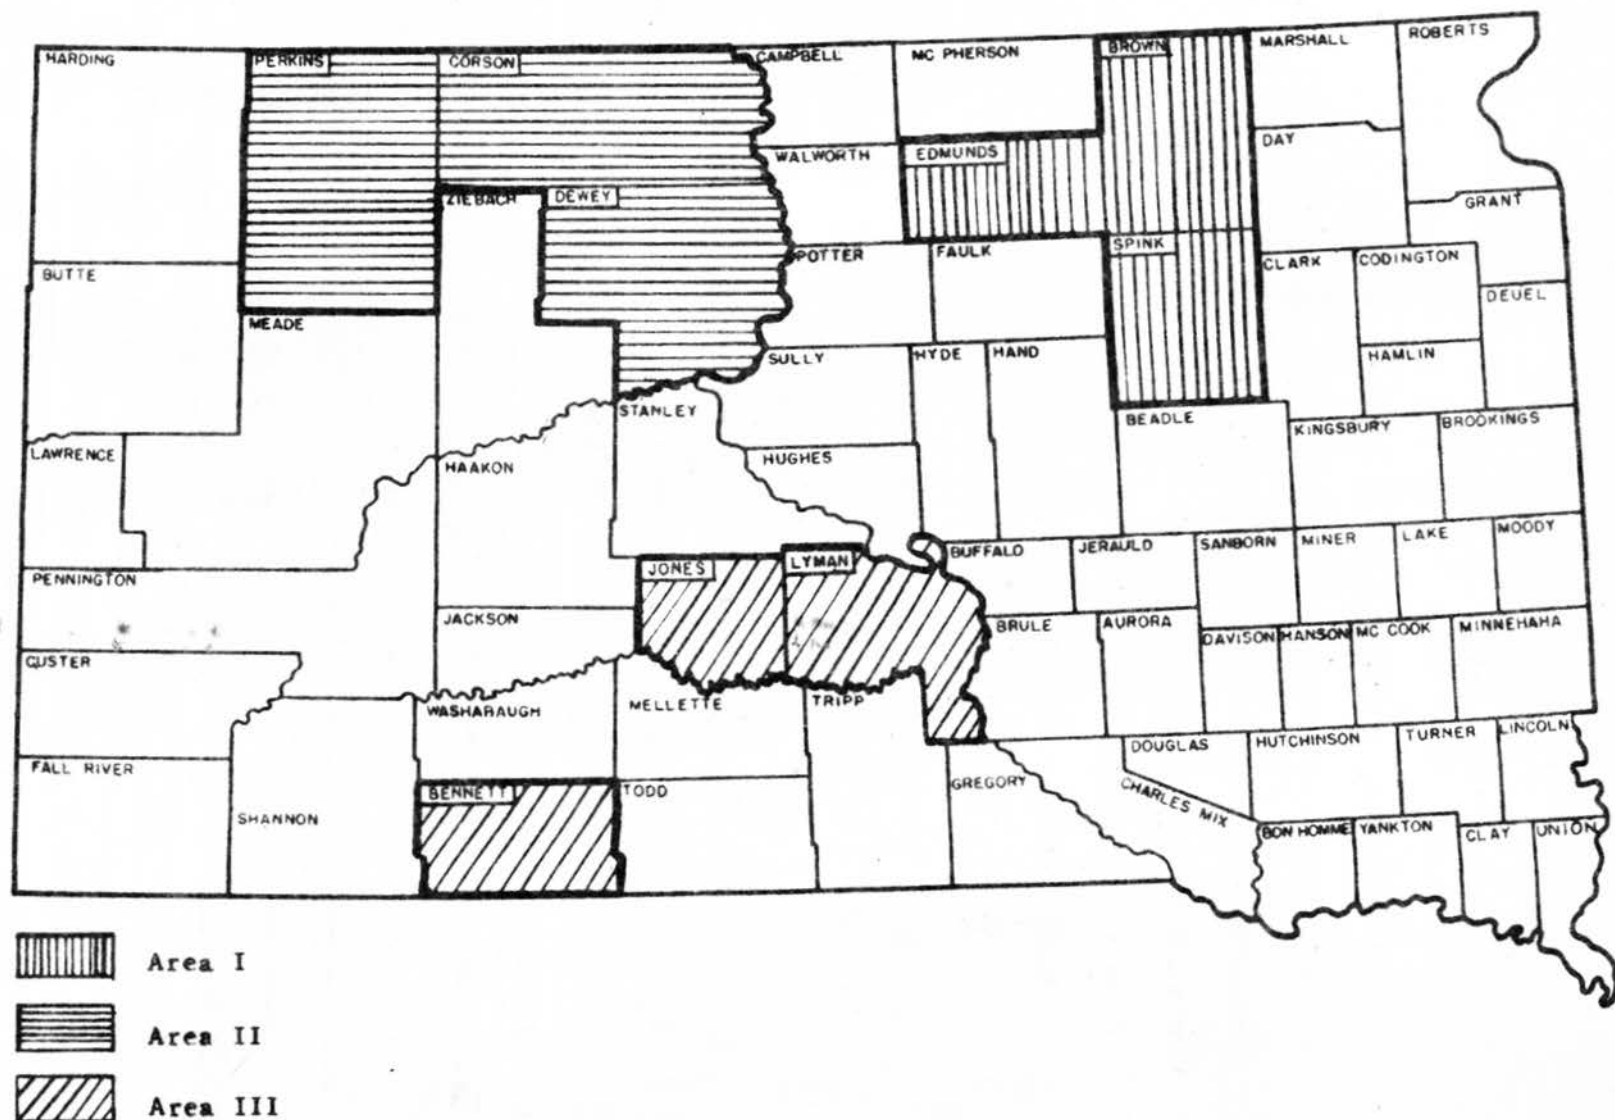 HARDING
PERKINS
CORSON
CAMPBELL
MC PHERSON
BROWN
MARSHALL
ROBERTS
WALWORTH
EDMUNDS
DAY
ZIEBACH
DEWEY
GRANT
BUTTE
POTTER
FAULK
SPINK
CLARK
CODINGTON
DEUEL
MEADE
SULLY
HYDE
HAND
HAMLIN
STANLEY
BEADLE
KINGSBURY
BROOKINGS
LAWRENCE
HAAKON
HUGHES
PENNINGTON
JONES
LYMAN
BUFFALO
JERAULD
SANBORN
MINER
LAKE
MOODY
JACKSON
BRULE
AURORA
DAVISON
HANSON
MC COOK
MINNEHAHA
CUSTER
WASHABAUGH
MELLETTE
TRIPP
DOUGLAS
HUTCHINSON
TURNER
LINCOLN
FALL RIVER
SHANNON
BENNETT
TODD
GREGORY
CHARLES MIX
BON HOMME
YANKTON
CLAY
UNION
Area I
Area II
Area III